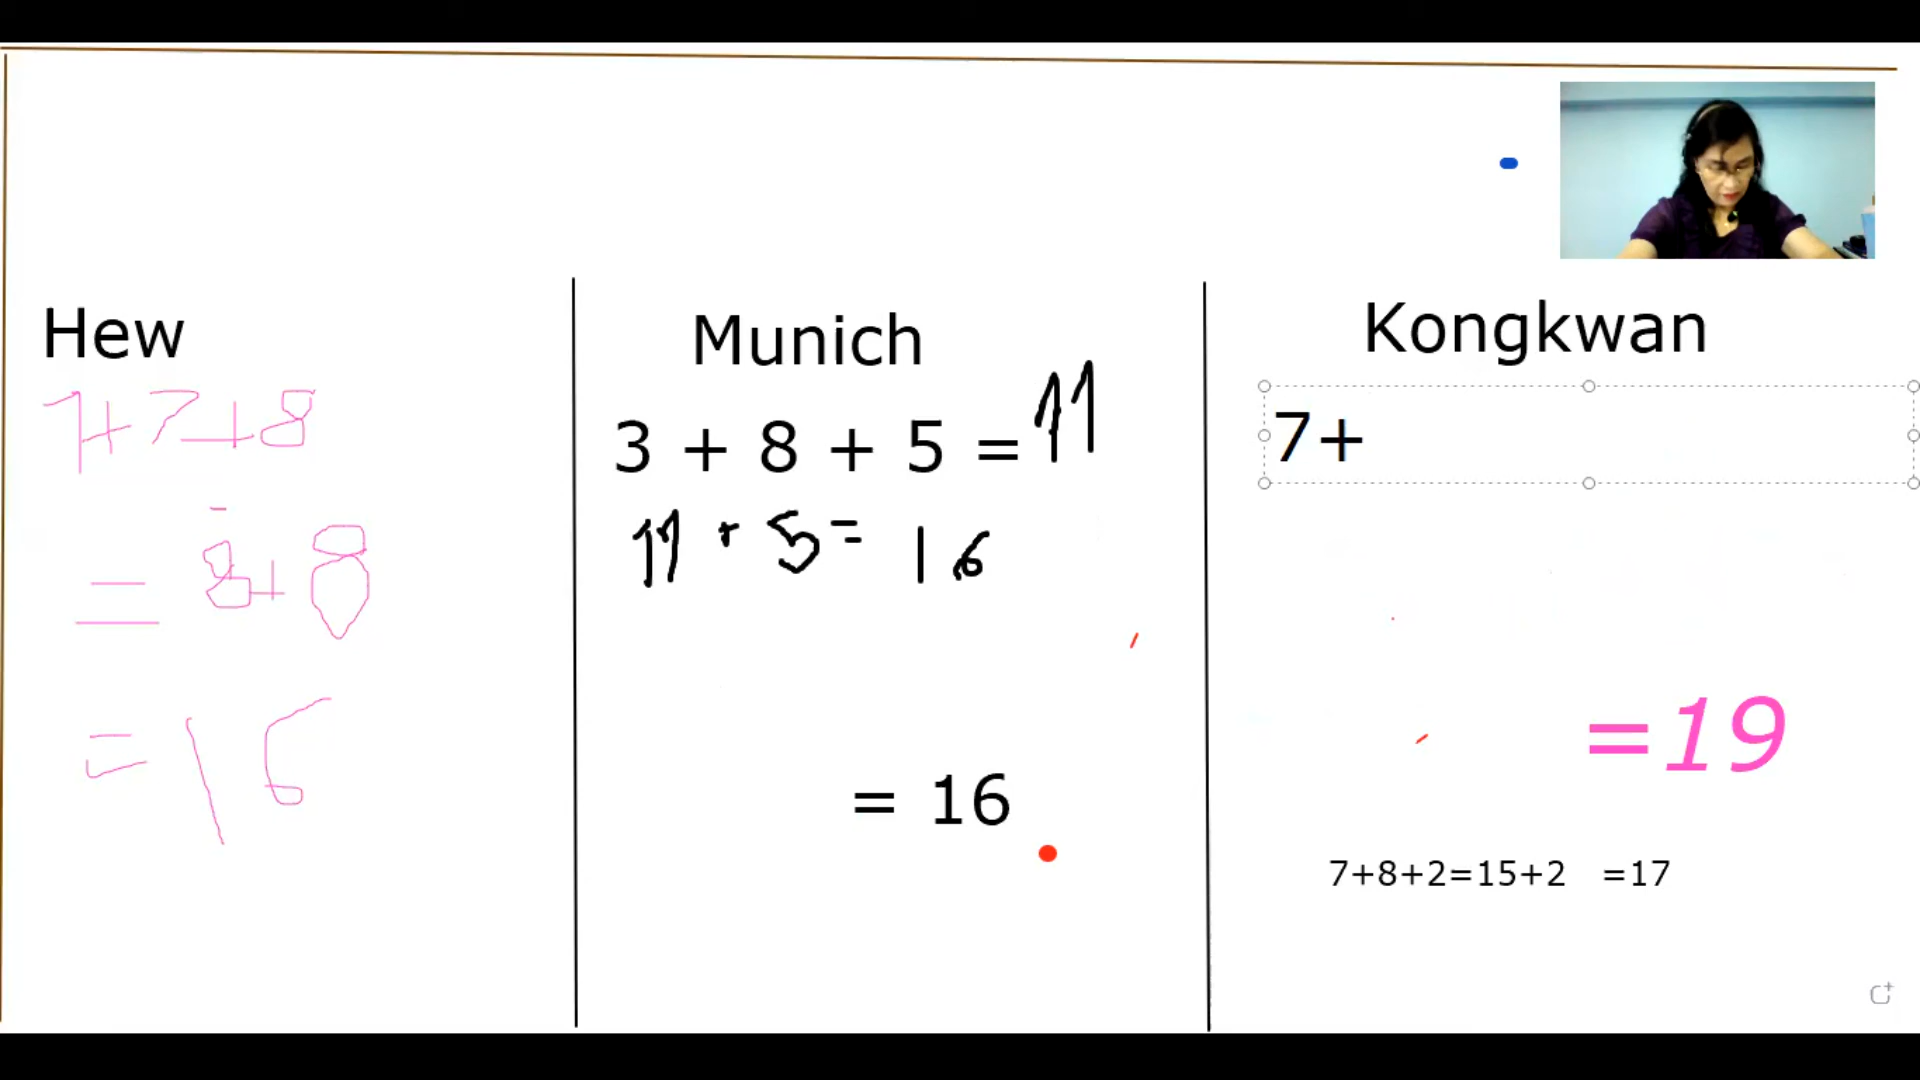 Hew
1+7+8
= 8+8
= 16
Munich
3 + 8 + 5 = 11
11 + 5 = 16
= 16
Kongkwan
7+
=19
7+8+2=15+2 =17